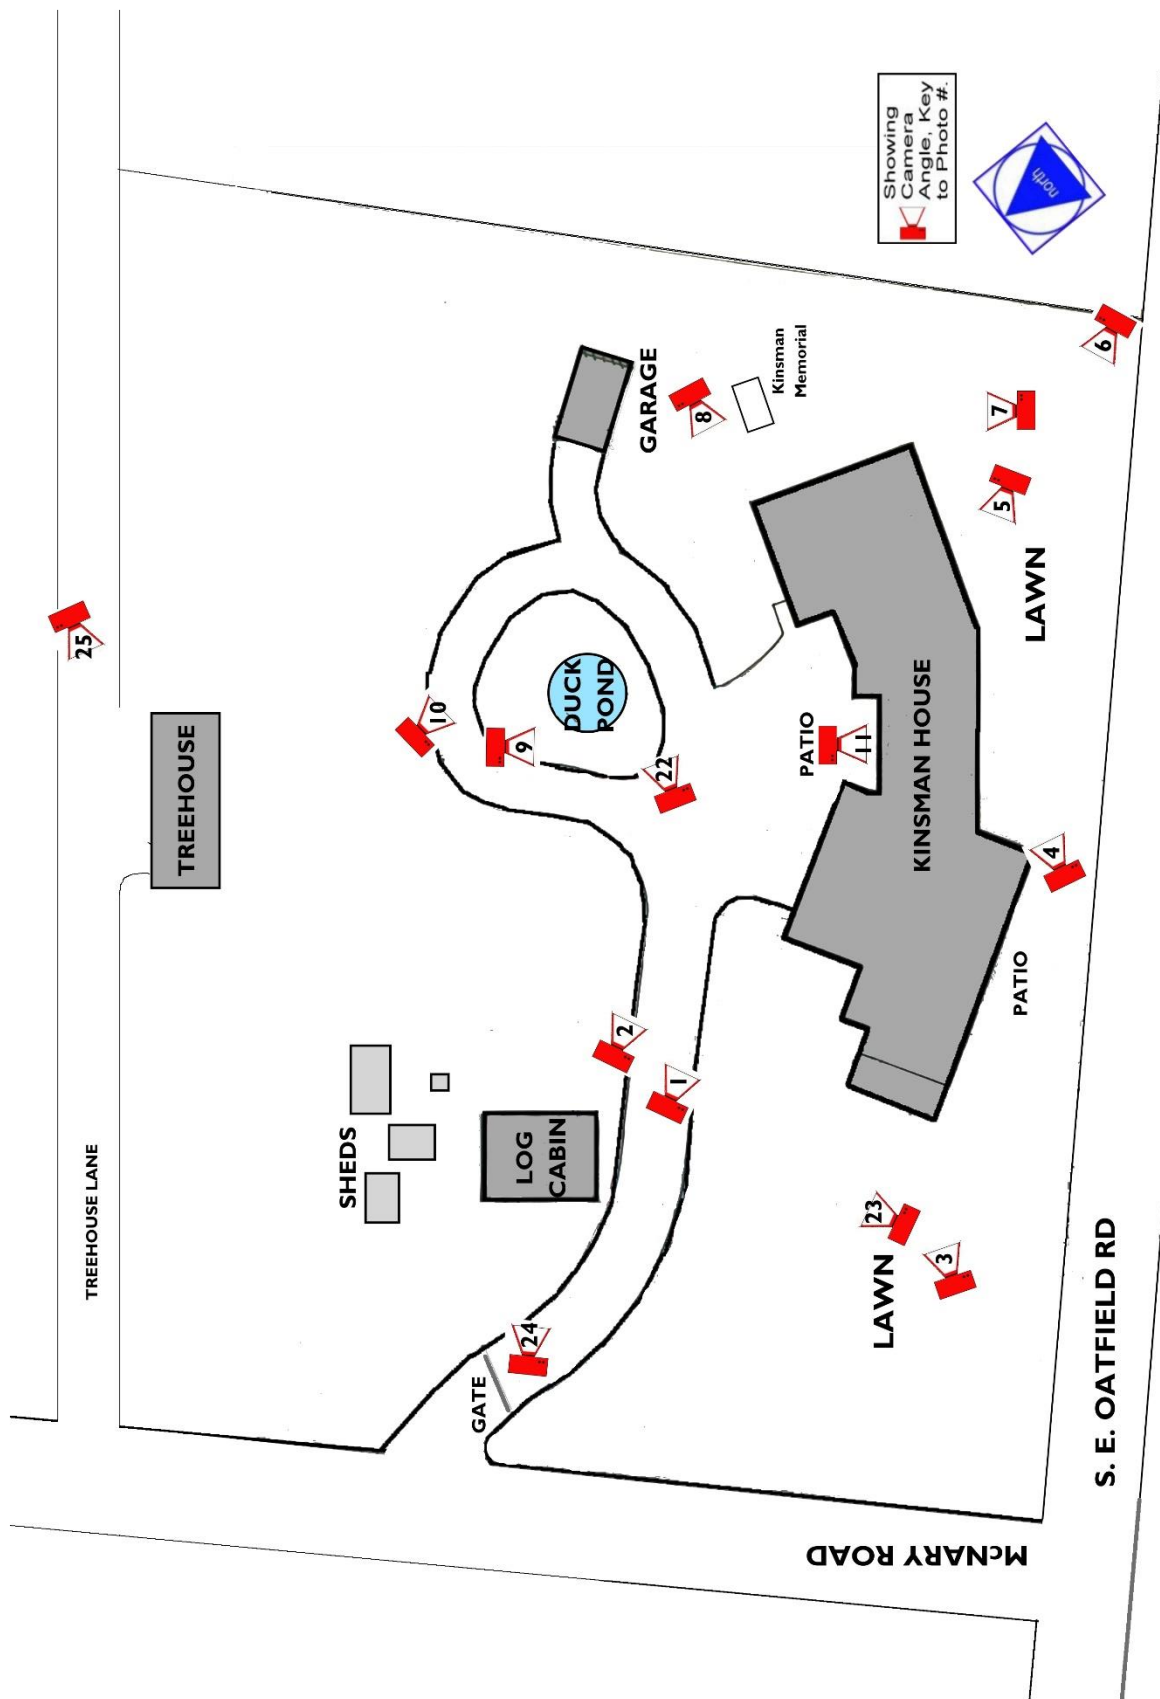 TREEHOUSE LANE
25
TREEHOUSE
SHEDS
LOG
CABIN
GATE
24
10
9
DUCK
POND
22
2
1
GARAGE
8
Kinsman
Memorial
PATIO
11
KINSMAN HOUSE
PATIO
LAWN
23
3
4
5
7
6
LAWN
S. E. OATFIELD RD
McNARY ROAD
Showing
Camera
Angle, Key
to Photo #.
north